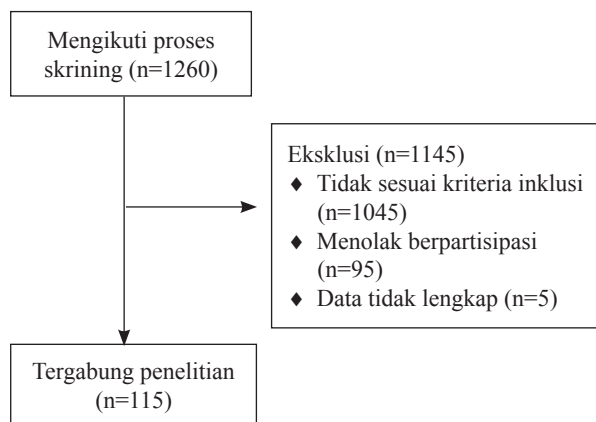 Mengikuti proses
skrining (n=1260)
Eksklusi (n=1145)
♦ Tidak sesuai kriteria inklusi
(n=1045)
♦ Menolak berpartisipasi
(n=95)
♦ Data tidak lengkap (n=5)
Tergabung penelitian
(n=115)